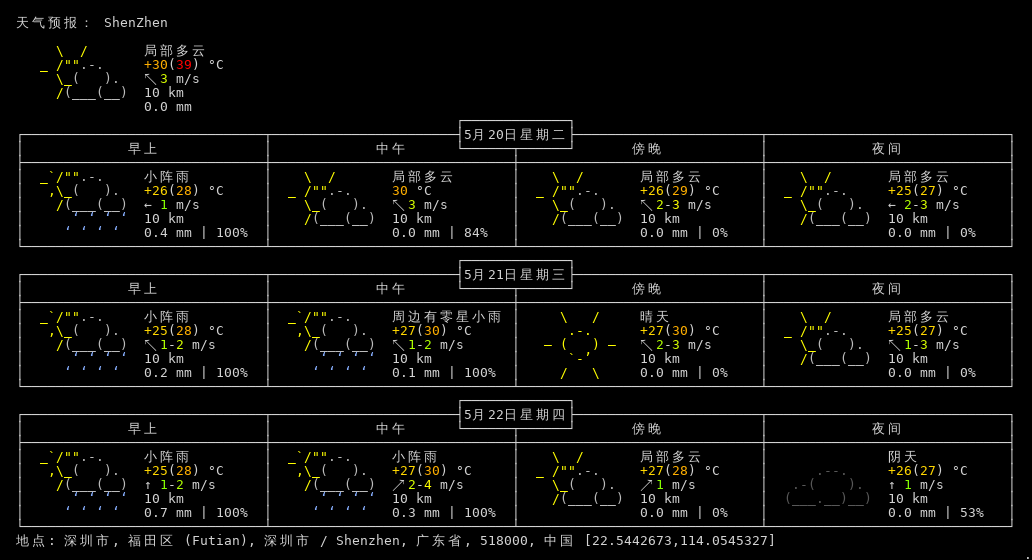 天气预报： ShenZhen
局部多云
+30(39) °C
↖3 m/s
10 km
0.0 mm
5月20日星期二
早上 中午 傍晚 夜间
小阵雨 局部多云 局部多云 局部多云
+26(28) °C 30 °C +26(29) °C +25(27) °C
← 1 m/s ↖3 m/s ↖2-3 m/s ← 2-3 m/s
10 km 10 km 10 km 10 km
0.4 mm | 100% 0.0 mm | 84% 0.0 mm | 0% 0.0 mm | 0%
5月21日星期三
早上 中午 傍晚 夜间
小阵雨 周边有零星小雨 晴天 局部多云
+25(28) °C +27(30) °C +27(30) °C +25(27) °C
↖1-2 m/s ↖1-2 m/s ↖2-3 m/s ↖1-3 m/s
10 km 10 km 10 km 10 km
0.2 mm | 100% 0.1 mm | 100% 0.0 mm | 0% 0.0 mm | 0%
5月22日星期四
早上 中午 傍晚 夜间
小阵雨 小阵雨 局部多云 阴天
+25(28) °C +27(30) °C +27(28) °C +26(27) °C
↑ 1-2 m/s ↗2-4 m/s ↗1 m/s ↑ 1 m/s
10 km 10 km 10 km 10 km
0.7 mm | 100% 0.3 mm | 100% 0.0 mm | 0% 0.0 mm | 53%
地点: 深圳市, 福田区 (Futian), 深圳市 / Shenzhen, 广东省, 518000, 中国 [22.5442673,114.0545327]